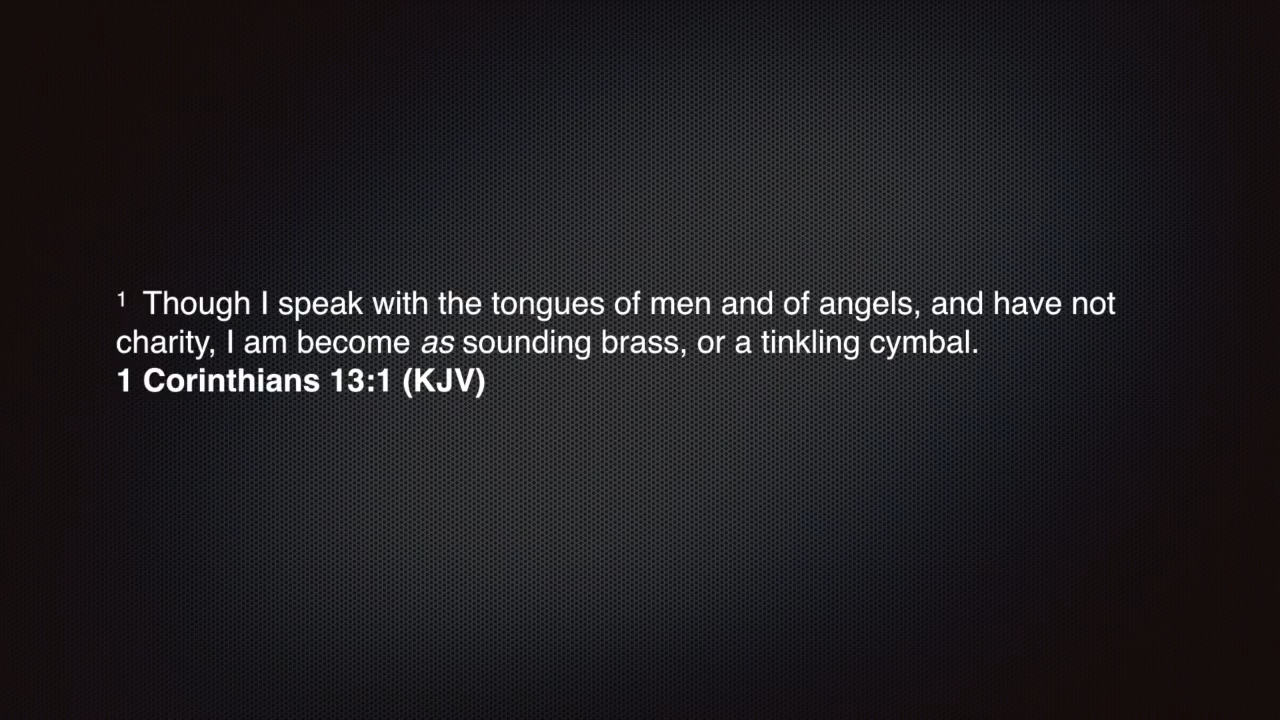 1 Though I speak with the tongues of men and of angels, and have not
charity, I am become as sounding brass, or a tinkling cymbal.
1 Corinthians 13:1 (KJV)